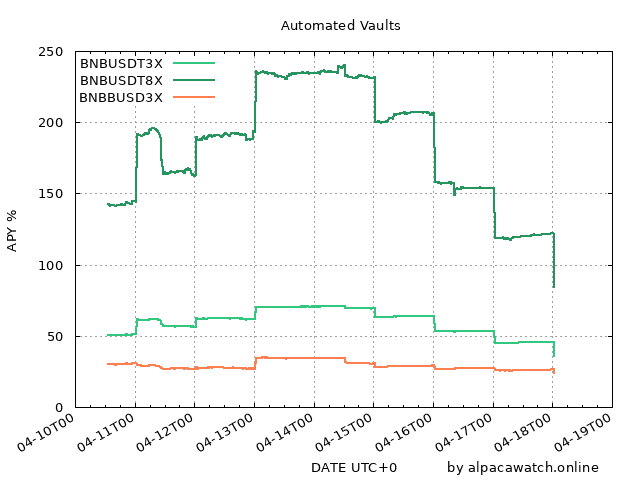 Automated Vaults
BNBUSDT3X
BNBUSDT8X
BNBBUSD3X
250
200
150
100
50
0
APY %
04-10T00
04-11T00
04-12T00
04-13T00
04-14T00
04-15T00
04-16T00
04-17T00
04-18T00
04-19T00
DATE UTC+0
by alpacawatch.online